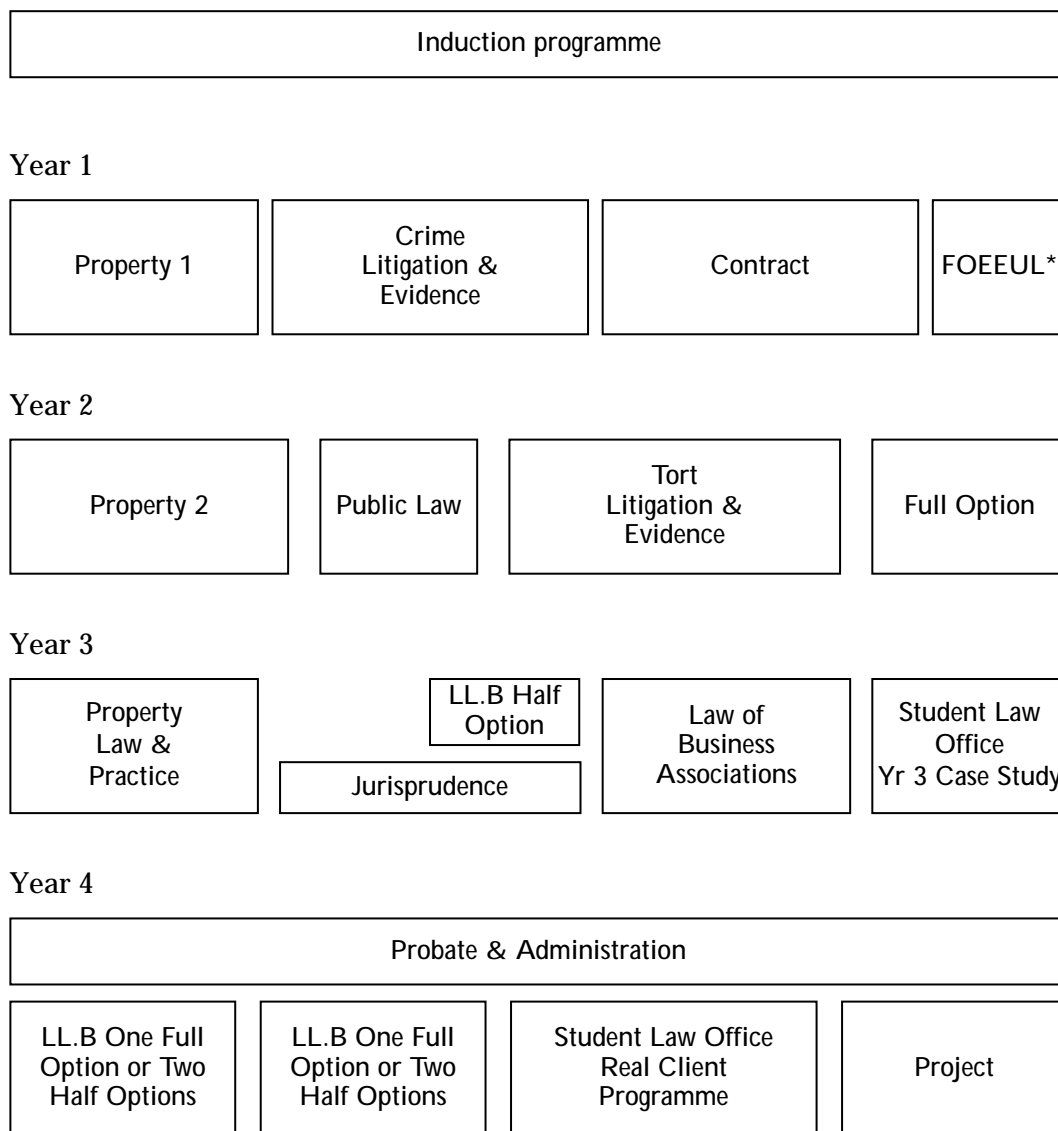 Induction programme
Year 1
Property 1
Crime
Litigation &
Evidence
Contract
FOEEUL*
Year 2
Property 2
Public Law
Tort
Litigation &
Evidence
Full Option
Year 3
Property
Law &
Practice
LL.B Half
Option
Jurisprudence
Law of
Business
Associations
Student Law
Office
Yr 3 Case Study
Year 4
Probate & Administration
LL.B One Full
Option or Two
Half Options
LL.B One Full
Option or Two
Half Options
Student Law Office
Real Client
Programme
Project